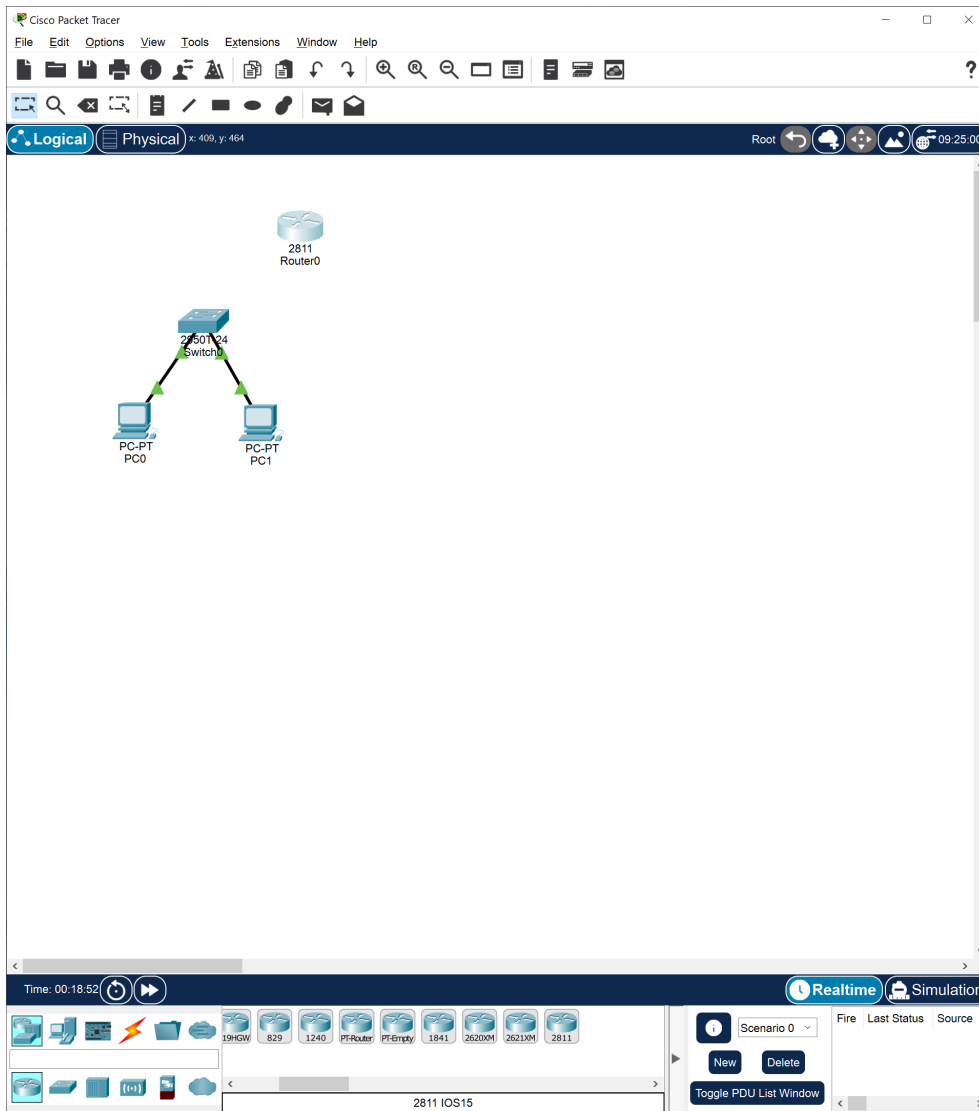 Cisco Packet Tracer
File Edit Options View Tools Extensions Window Help
?
Logical Physical x: 409, y: 464 Root 09:25:00
2811
Router0
2950T-24
Switch0
PC-PT
PC0
PC-PT
PC1
Time: 00:18:52 Realtime Simulation
19HGW 829 1240 PT-Router PT-Empty 1841 2620XM 2621XM 2811
2811 IOS15
Scenario 0
New Delete
Toggle PDU List Window
Fire Last Status Source